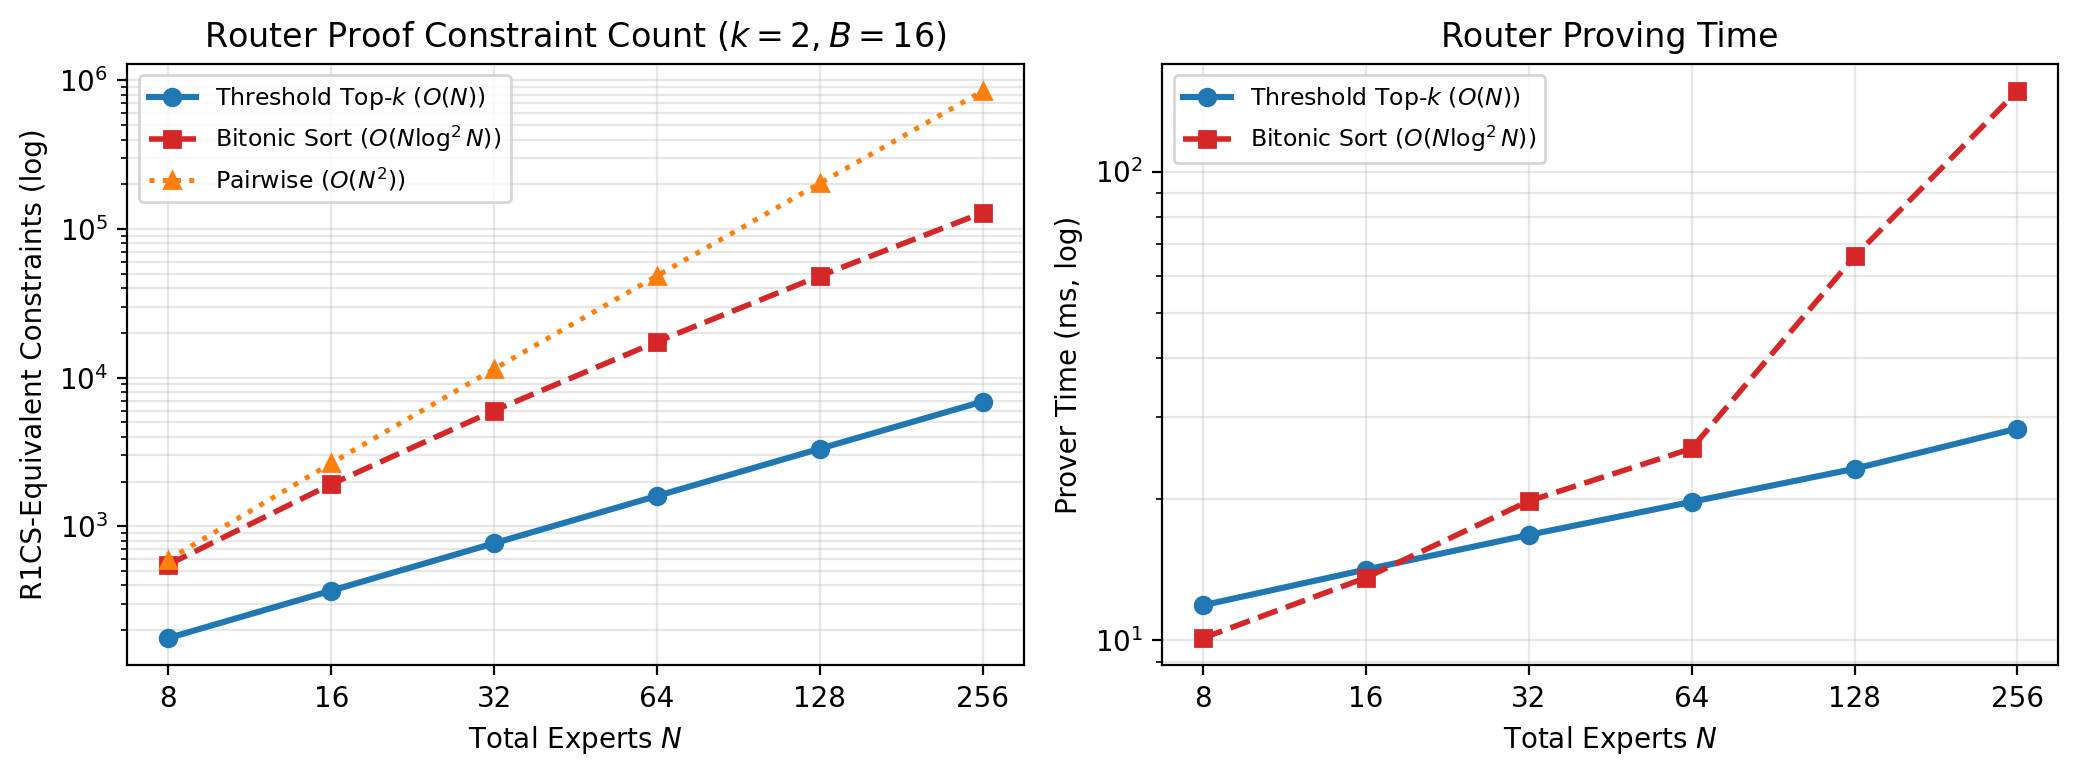 Router Proof Constraint Count (k = 2, B = 16)
R1CS-Equivalent Constraints (log)
10⁶
10⁵
10⁴
10³
Threshold Top-k (O(N))
Bitonic Sort (O(Nlog² N))
Pairwise (O(N²))
8 16 32 64 128 256
Total Experts N
Router Proving Time
Prover Time (ms, log)
10²
10¹
Threshold Top-k (O(N))
Bitonic Sort (O(Nlog² N))
8 16 32 64 128 256
Total Experts N